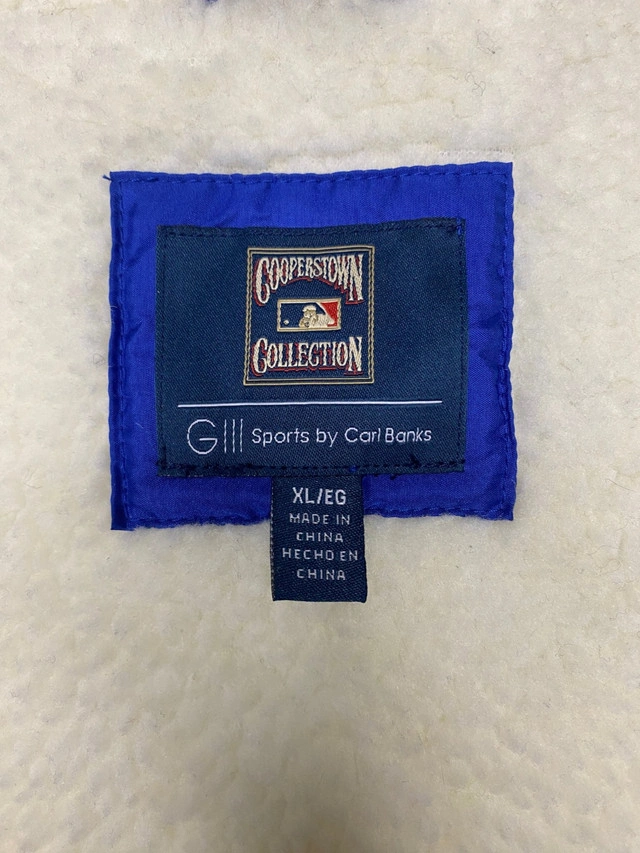 COOPERSTOWN
COLLECTION
GIII Sports by Carl Banks
XL/EG
MADE IN
CHINA
HECHO EN
CHINA